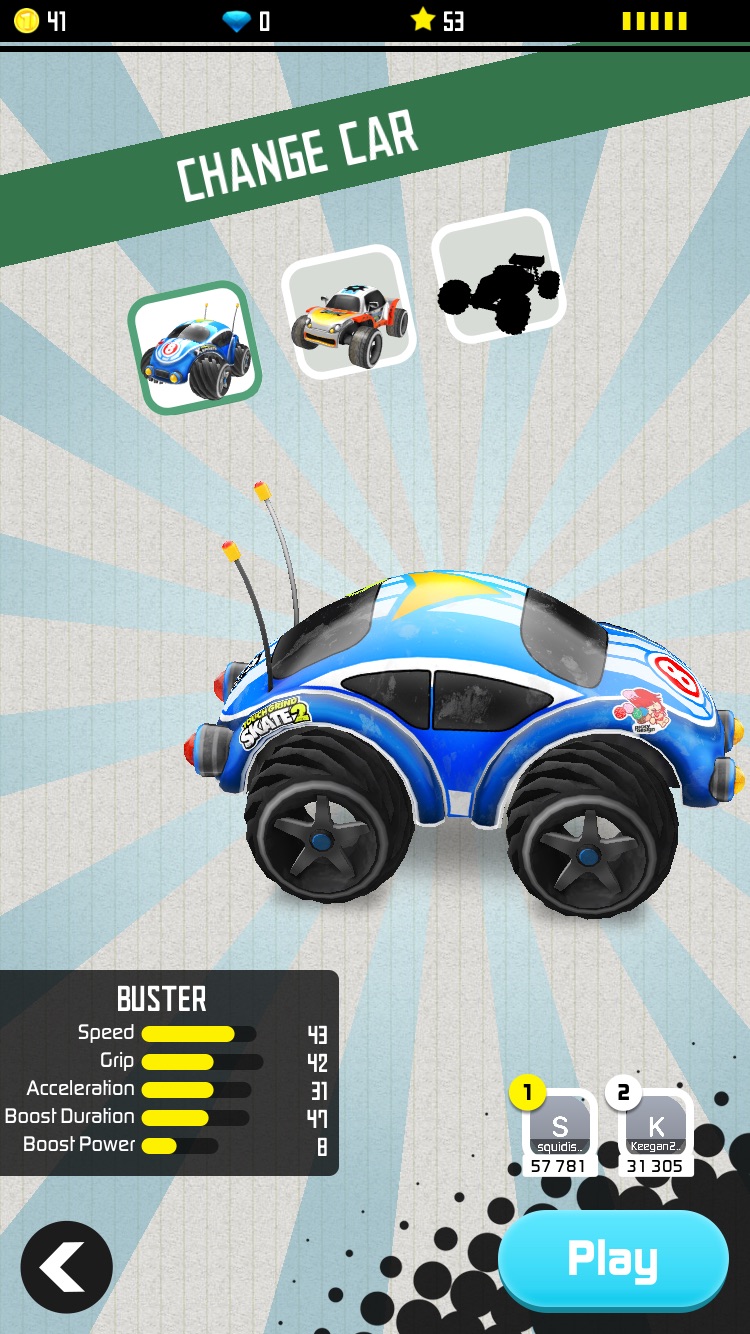 41 0 53
CHANGE CAR
TOUCHGRIND
SKATE 2
BUSTER
Speed 43
Grip 42
Acceleration 31
Boost Duration 47
Boost Power 8
1 2
S K
squidis.. Keegan2..
57 781 31 305
Play